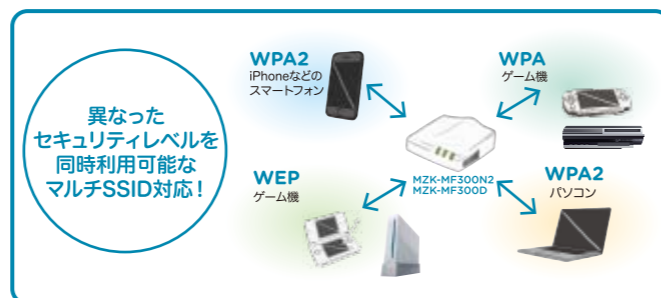 異なった
セキュリティレベルを
同時利用可能な
マルチSSID対応！
WPA2
iPhoneなどの
スマートフォン
WPA
ゲーム機
MZK-MF300N2
MZK-MF300D
WEP
ゲーム機
WPA2
パソコン